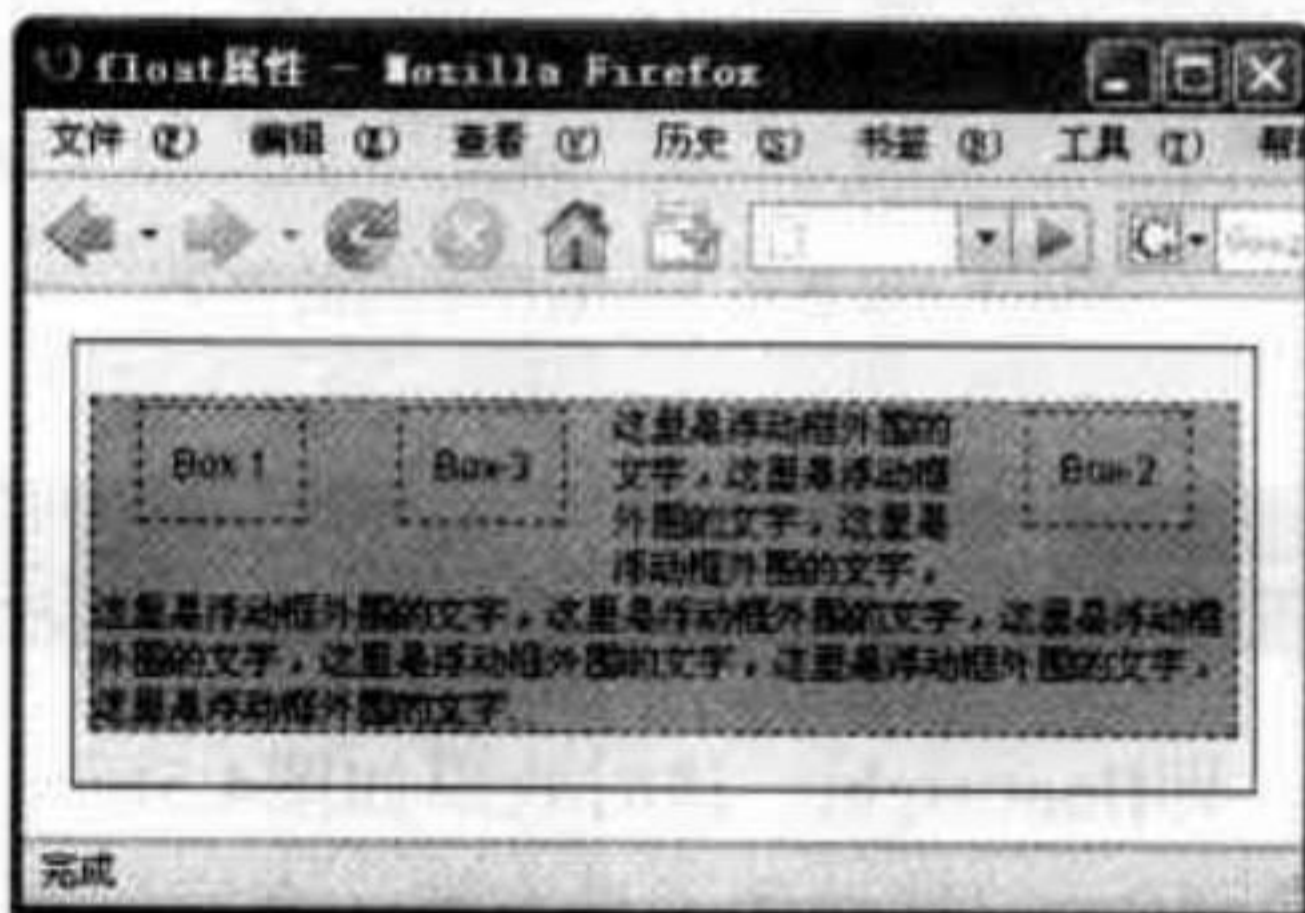 float属性 - Mozilla Firefox
文件 (F) 编辑 (E) 查看 (V) 历史 (S) 书签 (B) 工具 (T)
Box 1
Box-3
这里是浮动框外围的
文字,这里是浮动框
外围的文字,这里是
浮动框外围的文字,
Box-2
这里是浮动框外围的文字,这里是浮动框外围的文字,这里是浮动框
外围的文字,这里是浮动框外围的文字,这里是浮动框外围的文字,
这里是浮动框外围的文字.
完成